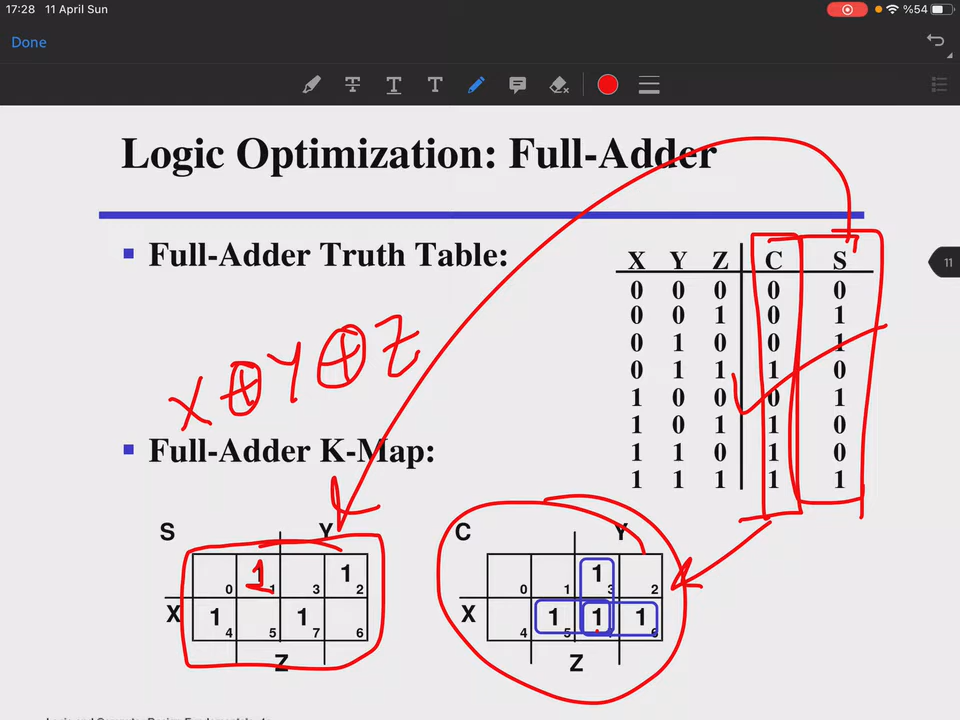 17:28 11 April Sun %54
Done
T T T
Logic Optimization: Full-Adder
Full-Adder Truth Table:
X Y Z C S
0 0 0 0 0
0 0 1 0 1
0 1 0 0 1
0 1 1 1 0
1 0 0 0 1
1 0 1 1 0
1 1 0 1 0
1 1 1 1 1
11
X⊕Y⊕Z
Full-Adder K-Map:
S Y
1 1
0 1 3 2
X 1 1
4 5 7 6
Z
C Y
1
0 1 3 2
X 1 1 1
4 5 6
Z